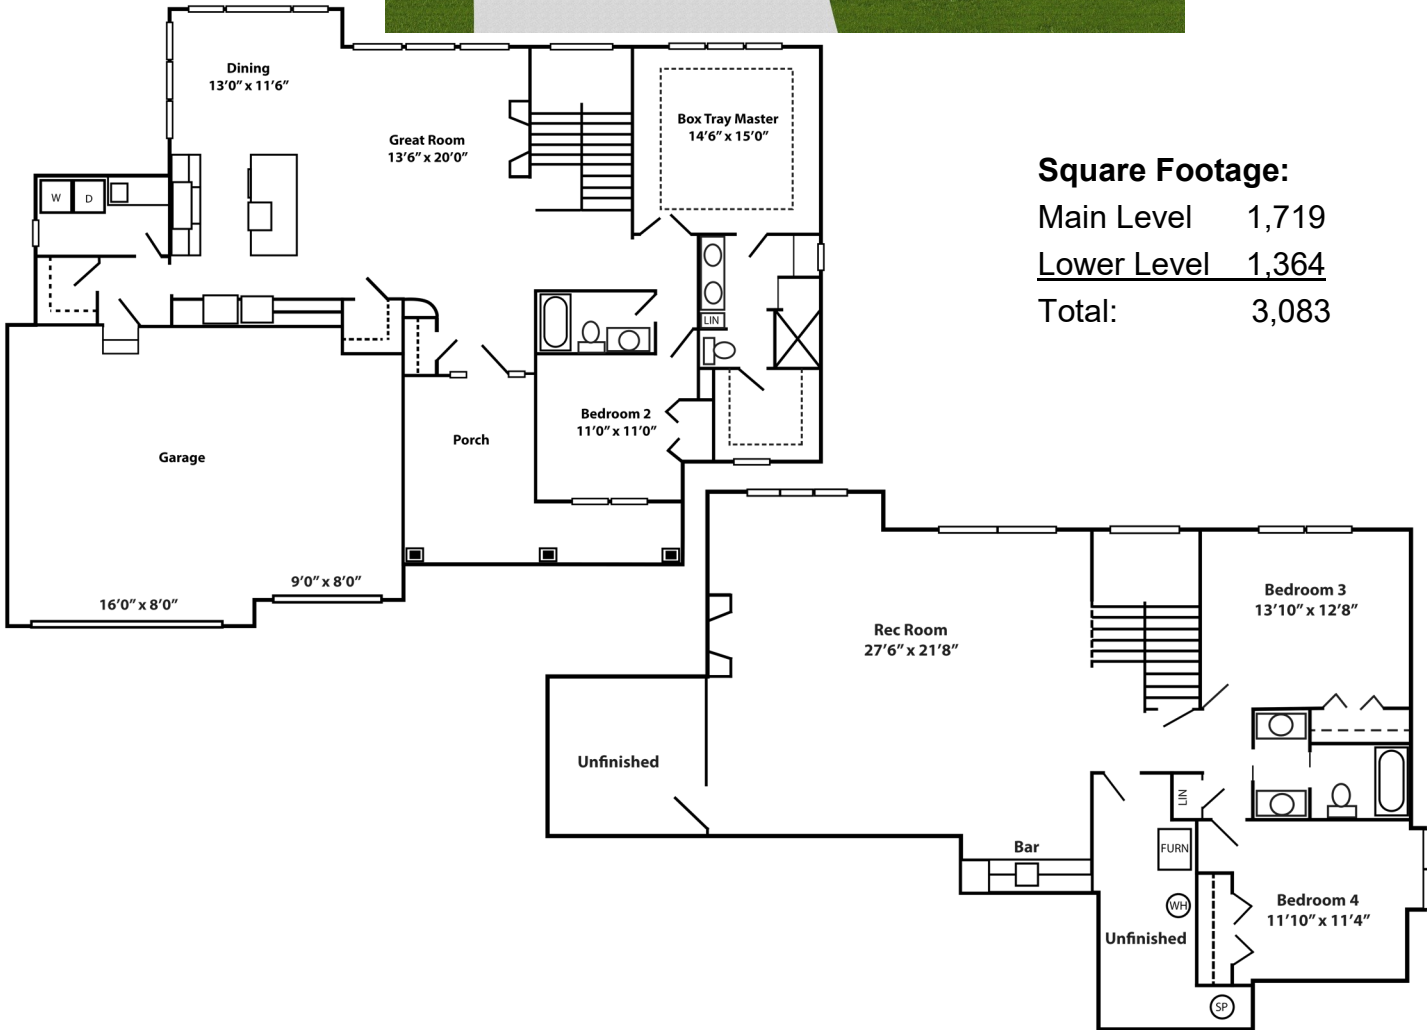 Dining
13’0” x 11’6”
Great Room
13’6” x 20’0”
Box Tray Master
14’6” x 15’0”
W
D
LIN
Bedroom 2
11’0” x 11’0”
Porch
Garage
9’0” x 8’0”
16’0” x 8’0”
Square Footage:
Main Level 1,719
Lower Level 1,364
Total: 3,083
Rec Room
27’6” x 21’8”
Bedroom 3
13’10” x 12’8”
Unfinished
LIN
FURN
Bar
WH
Unfinished
Bedroom 4
11’10” x 11’4”
SP